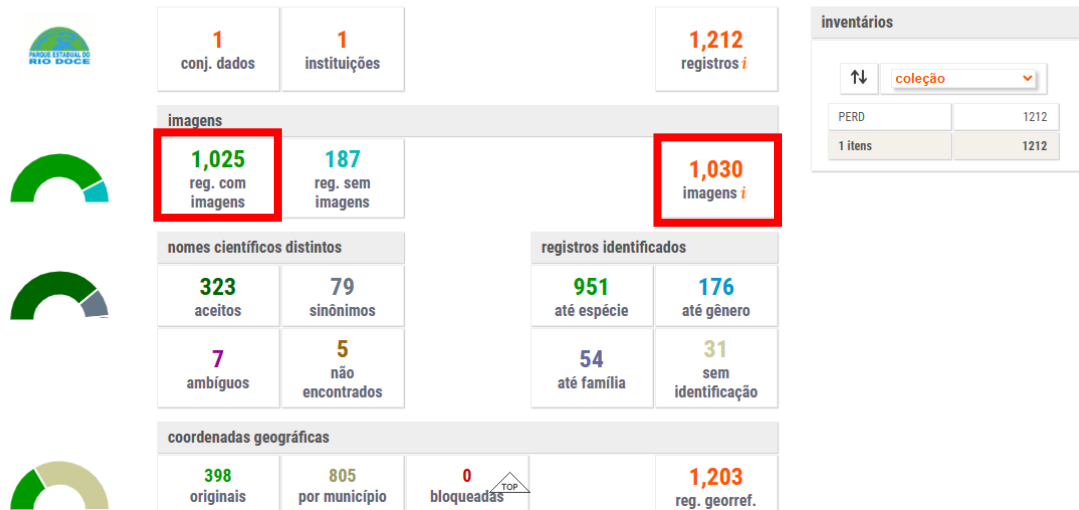 PARQUE ESTADUAL DO
RIO DOCE
1
conj. dados
1
instituições
1,212
registros i
inventários
coleção
PERD 1212
1 itens 1212
imagens
1,025
reg. com
imagens
187
reg. sem
imagens
1,030
imagens i
nomes científicos distintos
323
aceitos
79
sinônimos
7
ambíguos
5
não
encontrados
registros identificados
951
até espécie
176
até gênero
54
até família
31
sem
identificação
coordenadas geográficas
398
originais
805
por município
0
bloqueadas
TOP
1,203
reg. georref.